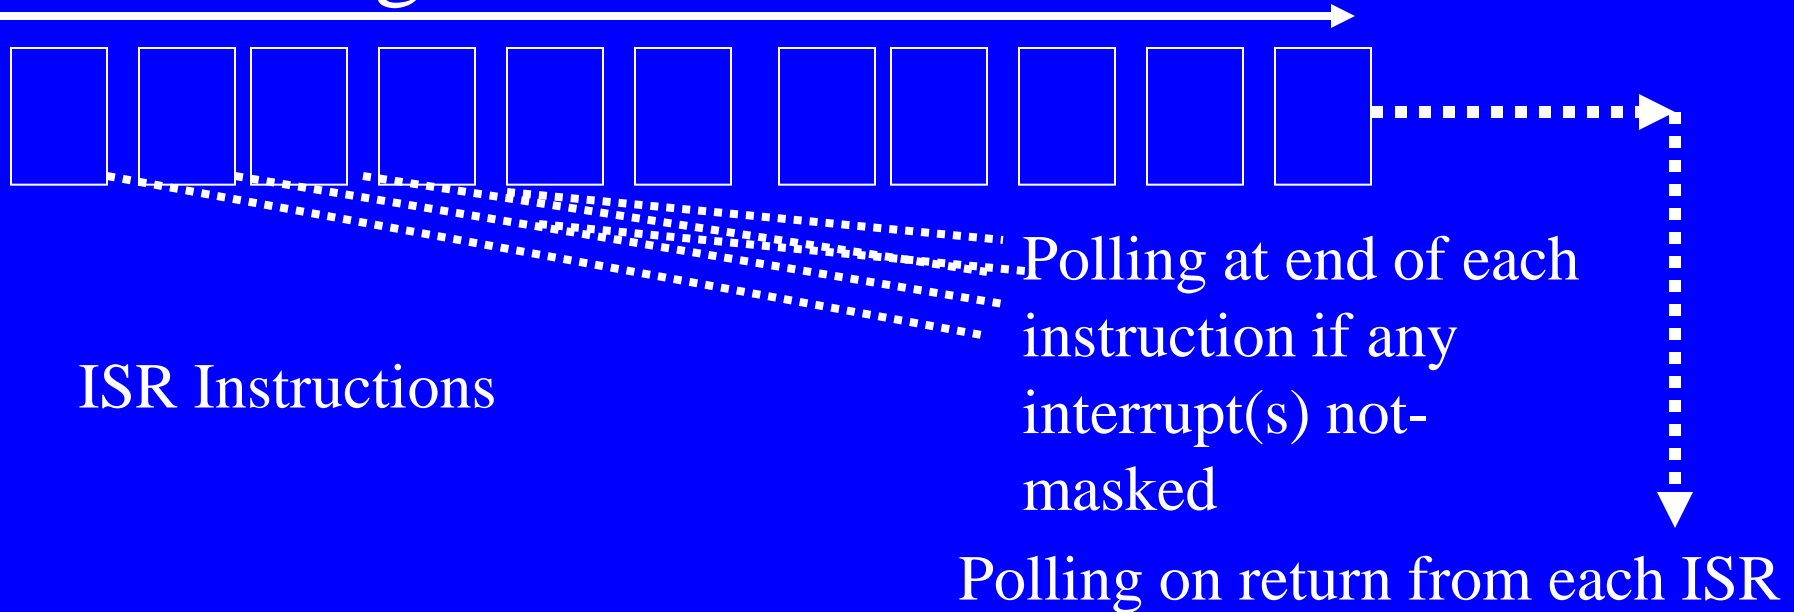 Polling at end of each
instruction if any
ISR Instructions
interrupt(s) not-
masked
Polling on return from each ISR